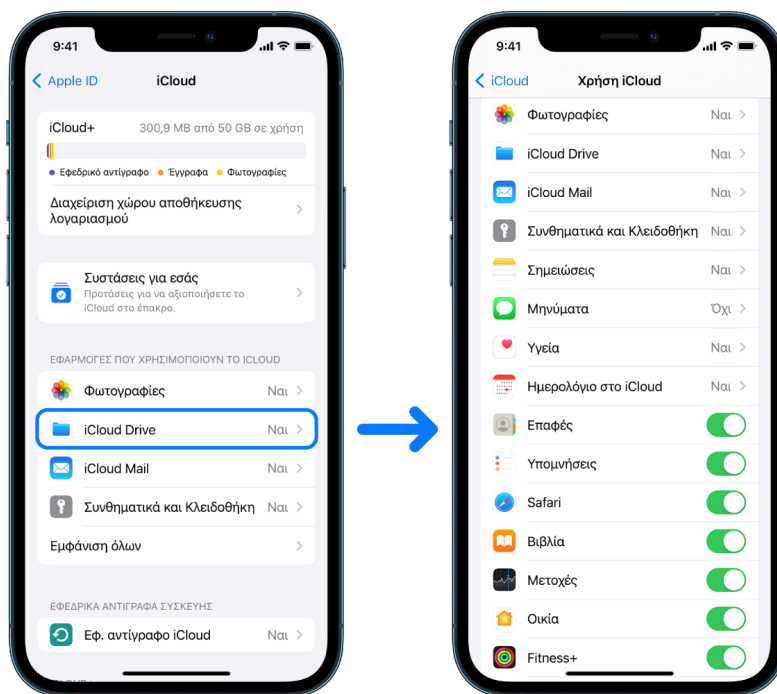 9:41
Apple ID
iCloud
iCloud+ 300,9 MB από 50 GB σε χρήση
Εφεδρικό αντίγραφο Έγγραφα Φωτογραφίες
Διαχείριση χώρου αποθήκευσης
λογαριασμού
Συστάσεις για εσάς
Προτάσεις για να αξιοποιήσετε το
iCloud στο έπακρο.
ΕΦΑΡΜΟΓΕΣ ΠΟΥ ΧΡΗΣΙΜΟΠΟΙΟΥΝ ΤΟ ICLOUD
Φωτογραφίες Ναι
iCloud Drive Ναι
iCloud Mail Ναι
Συνθηματικά και Κλειδοθήκη Ναι
Εμφάνιση όλων
ΕΦΕΔΡΙΚΑ ΑΝΤΙΓΡΑΦΑ ΣΥΣΚΕΥΗΣ
Εφ. αντίγραφο iCloud Ναι
9:41
iCloud
Χρήση iCloud
Φωτογραφίες Ναι
iCloud Drive Ναι
iCloud Mail Ναι
Συνθηματικά και Κλειδοθήκη Ναι
Σημειώσεις Ναι
Μηνύματα Όχι
Υγεία Ναι
Ημερολόγιο στο iCloud Ναι
Επαφές
Υπομνήσεις
Safari
Βιβλία
Μετοχές
Οικία
Fitness+